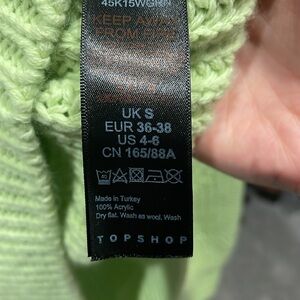 45K15WGRN
KEEP AWAY
FROM FIRE
UK S
EUR 36-38
US 4-6
CN 165/88A
Made in Turkey
100% Acrylic
Dry flat. Wash as wool, Wash
TOPSHOP